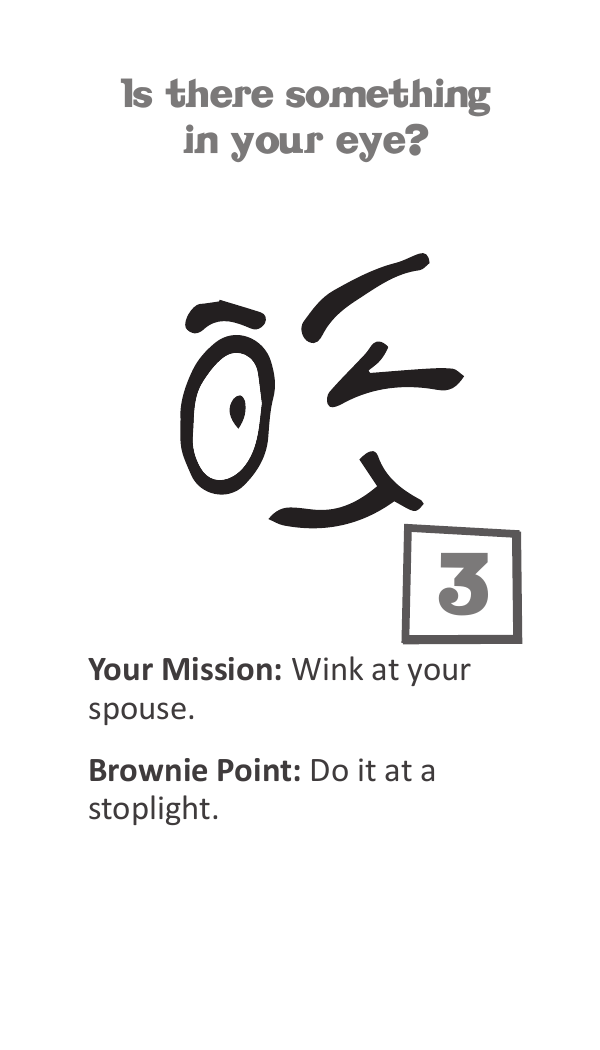 Is there something
in your eye?
3
Your Mission: Wink at your
spouse.
Brownie Point: Do it at a
stoplight.